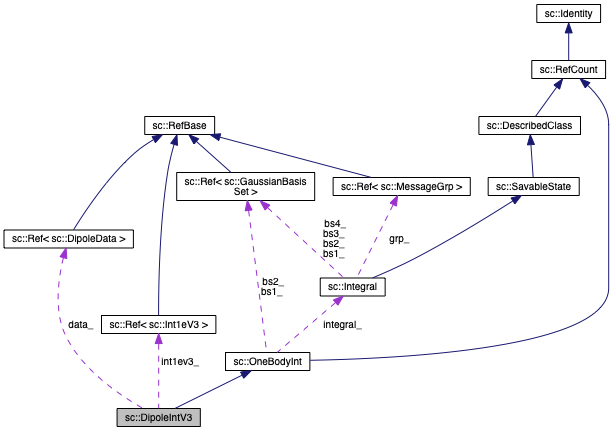 sc::Identity
sc::RefCount
sc::RefBase
sc::DescribedClass
sc::Ref< sc::GaussianBasis
Set >
sc::Ref< sc::MessageGrp >
sc::SavableState
bs4_
bs3_
bs2_
bs1_
grp_
sc::Ref< sc::DipoleData >
sc::Integral
bs2_
bs1_
data_
sc::Ref< sc::Int1eV3 >
integral_
int1ev3_
sc::OneBodyInt
sc::DipoleIntV3